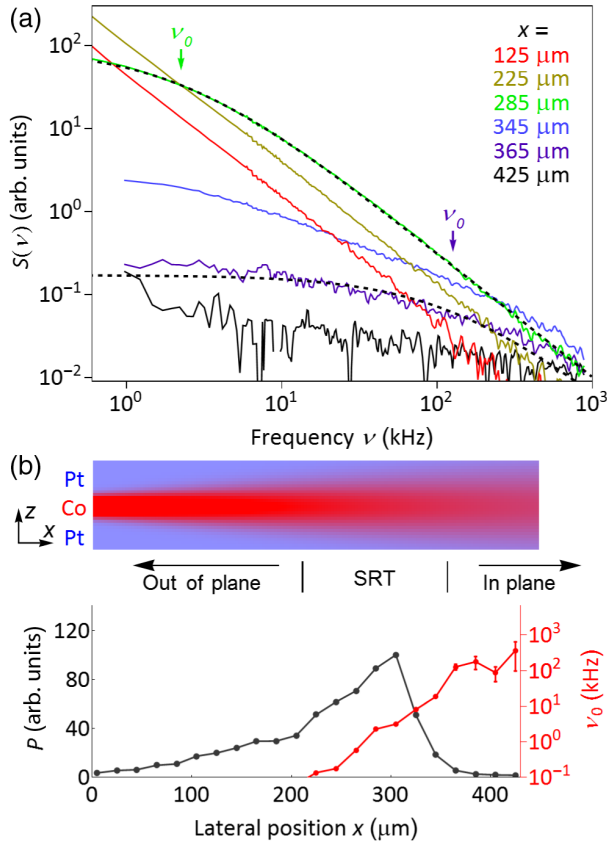 (a)
x =
125 μm
225 μm
285 μm
345 μm
365 μm
425 μm
ν0
ν0
S(ν) (arb. units)
10^2
10^1
10^0
10^-1
10^-2
10^0 10^1 10^2 10^3
Frequency ν (kHz)
(b)
Pt
Co
Pt
z
x
Out of plane SRT In plane
P (arb. units)
120
80
40
0
10^3
10^2
10^1
10^0
10^-1
ν0 (kHz)
0 100 200 300 400
Lateral position x (μm)